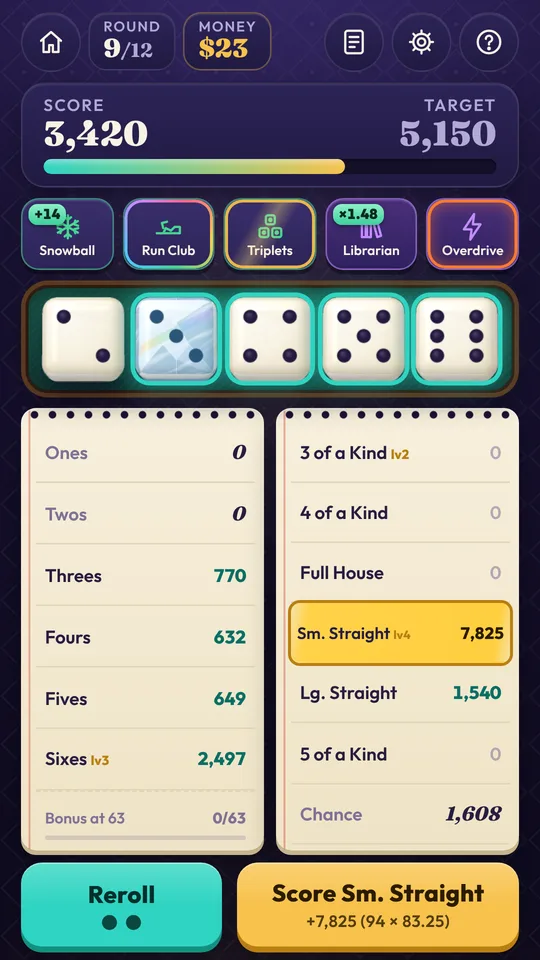 ROUND
9/12
MONEY
$23
SCORE
3,420
TARGET
5,150
+14
Snowball
Run Club
Triplets
×1.48
Librarian
Overdrive
Ones 0
Twos 0
Threes 770
Fours 632
Fives 649
Sixes lv3 2,497
Bonus at 63 0/63
3 of a Kind lv2 0
4 of a Kind 0
Full House 0
Sm. Straight lv4 7,825
Lg. Straight 1,540
5 of a Kind 0
Chance 1,608
Reroll
Score Sm. Straight
+7,825 (94 × 83.25)